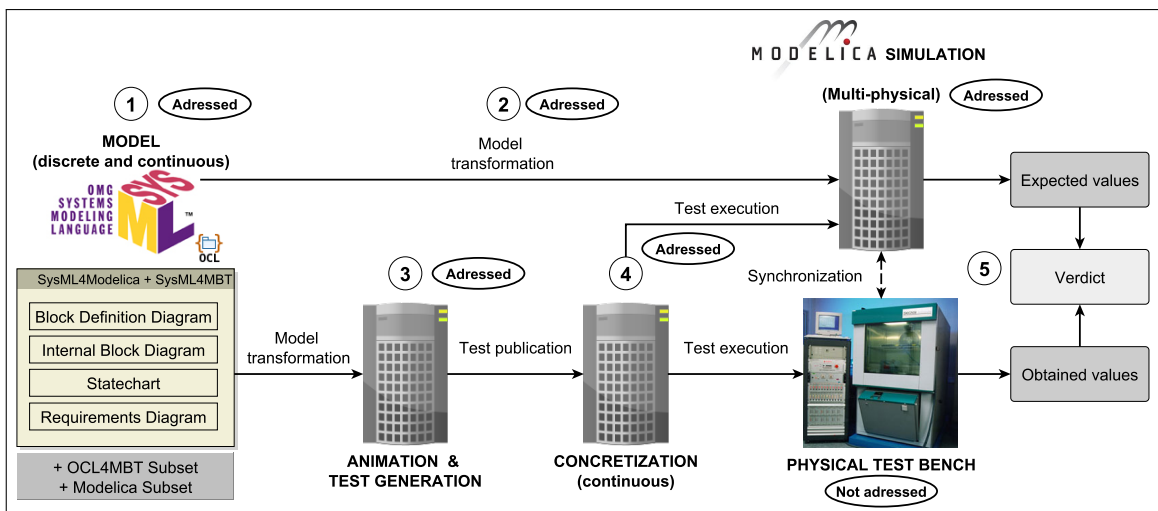 MODELICA SIMULATION
1 Adressed
2 Adressed
(Multi-physical) Adressed
MODEL
(discrete and continuous)
Model
transformation
OMG
SYSTEMS
MODELING
LANGUAGE
SYS
ML™
OCL
Expected values
Test execution
Adressed
3 Adressed
4
Synchronization
5
Verdict
SysML4Modelica + SysML4MBT
Block Definition Diagram
Internal Block Diagram
Statechart
Requirements Diagram
Model
transformation
Test publication
Test execution
Obtained values
+ OCL4MBT Subset
+ Modelica Subset
ANIMATION &
TEST GENERATION
CONCRETIZATION
(continuous)
PHYSICAL TEST BENCH
Not adressed